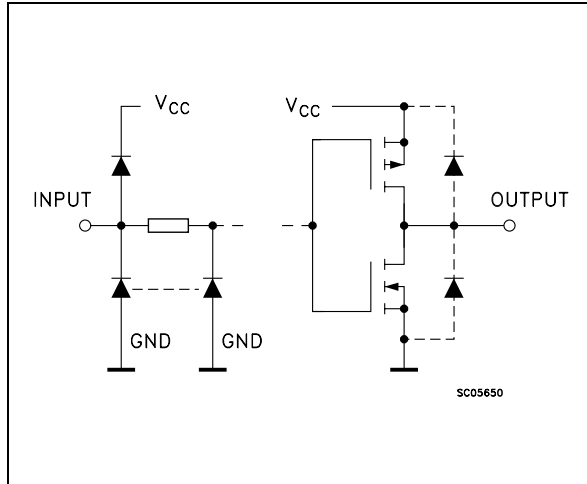 VCC
VCC
INPUT
OUTPUT
GND
GND
SC05650